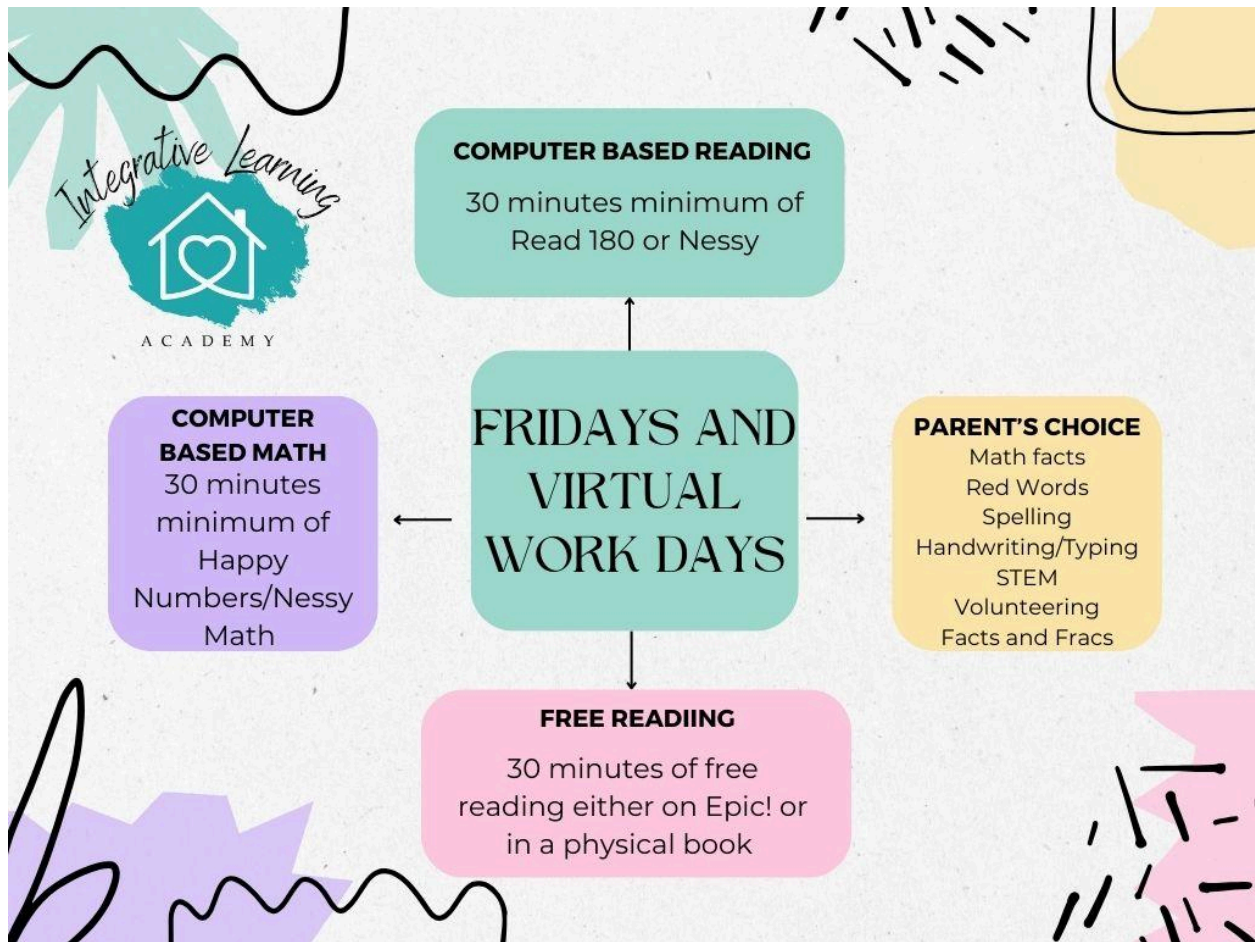 Integrative Learning
ACADEMY
COMPUTER BASED READING
30 minutes minimum of
Read 180 or Nessy
COMPUTER
BASED MATH
30 minutes
minimum of
Happy
Numbers/Nessy
Math
FRIDAYS AND
VIRTUAL
WORK DAYS
PARENT'S CHOICE
Math facts
Red Words
Spelling
Handwriting/Typing
STEM
Volunteering
Facts and Fracs
FREE READIING
30 minutes of free
reading either on Epic! or
in a physical book